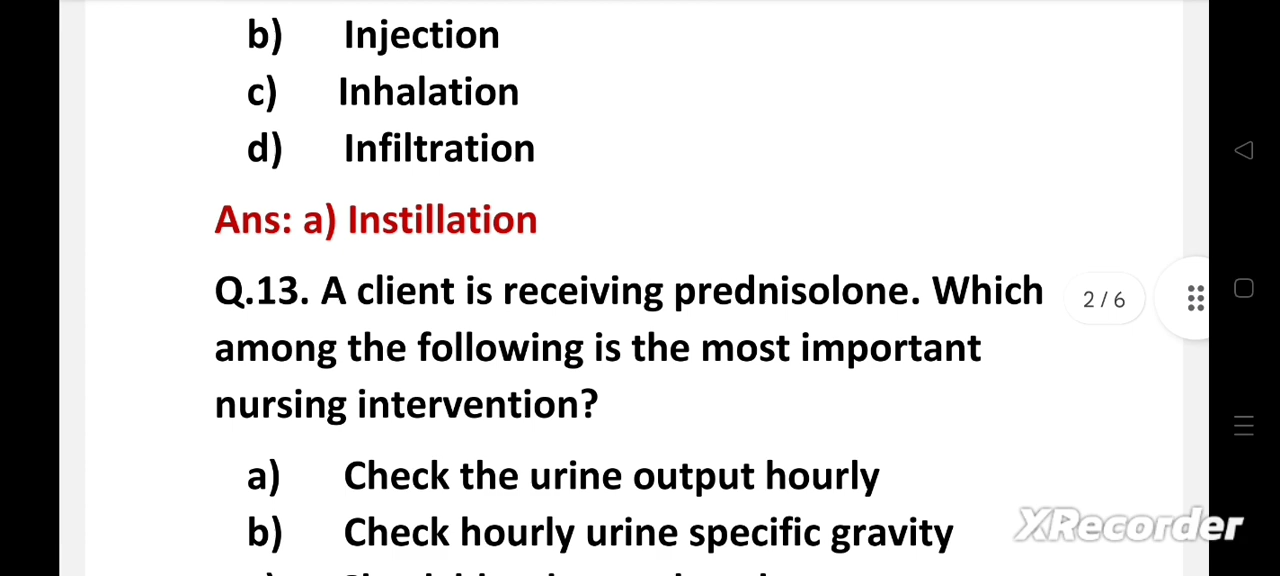 b) Injection
c) Inhalation
d) Infiltration
Ans: a) Instillation
Q.13. A client is receiving prednisolone. Which
among the following is the most important
nursing intervention?
2 / 6
a) Check the urine output hourly
b) Check hourly urine specific gravity
XRecorder